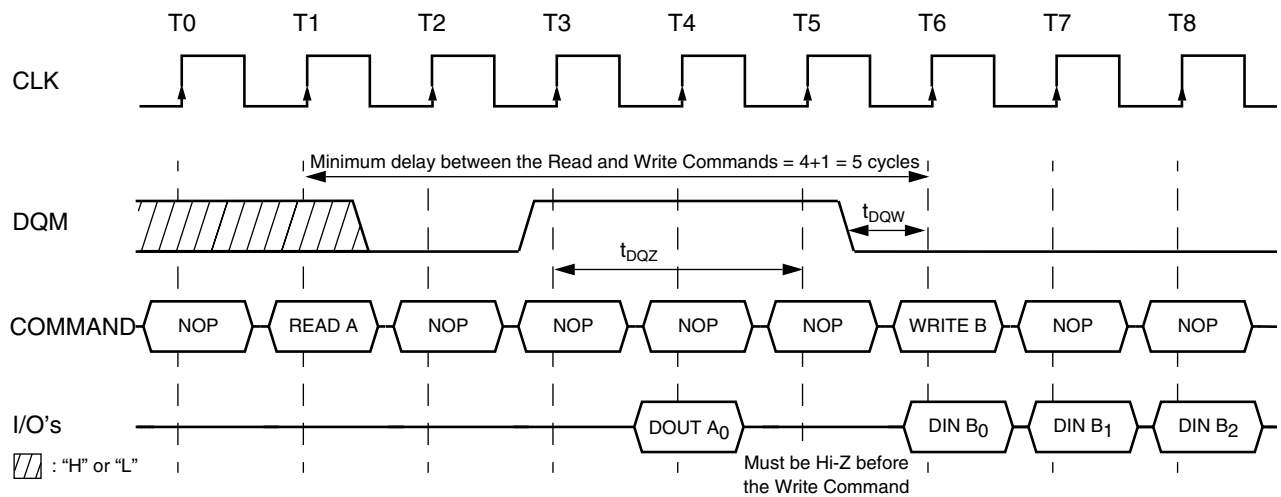 T0 T1 T2 T3 T4 T5 T6 T7 T8
CLK
Minimum delay between the Read and Write Commands = 4+1 = 5 cycles
DQM
tDQW
tDQZ
COMMAND NOP READ A NOP NOP NOP NOP WRITE B NOP NOP
I/O's DOUT A0 DIN B0 DIN B1 DIN B2
: “H” or “L”
Must be Hi-Z before
the Write Command